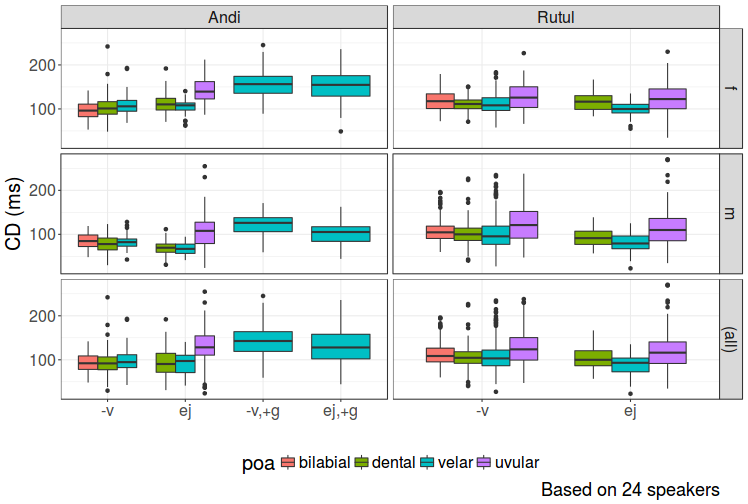 Andi Rutul
200
100
f
CD (ms)
200
100
m
200
100
(all)
-v ej -v,+g ej,+g -v ej
poa bilabial dental velar uvular
Based on 24 speakers